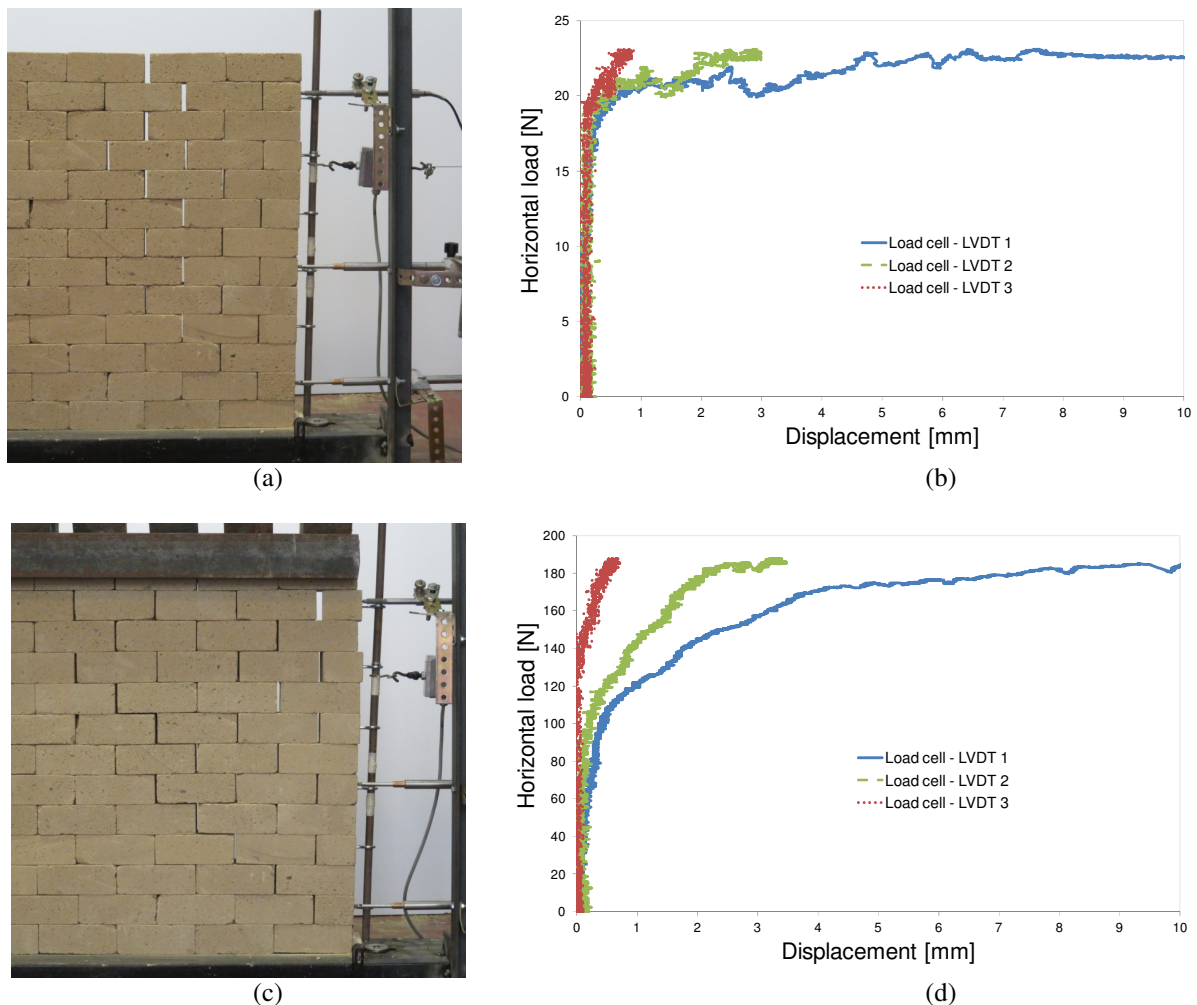 25
20
15
10
5
0
Horizontal load [N]
Load cell - LVDT 1
Load cell - LVDT 2
Load cell - LVDT 3
0 1 2 3 4 5 6 7 8 9 10
Displacement [mm]
(a)
(b)
200
180
160
140
120
100
80
60
40
20
0
Horizontal load [N]
Load cell - LVDT 1
Load cell - LVDT 2
Load cell - LVDT 3
0 1 2 3 4 5 6 7 8 9 10
Displacement [mm]
(c)
(d)